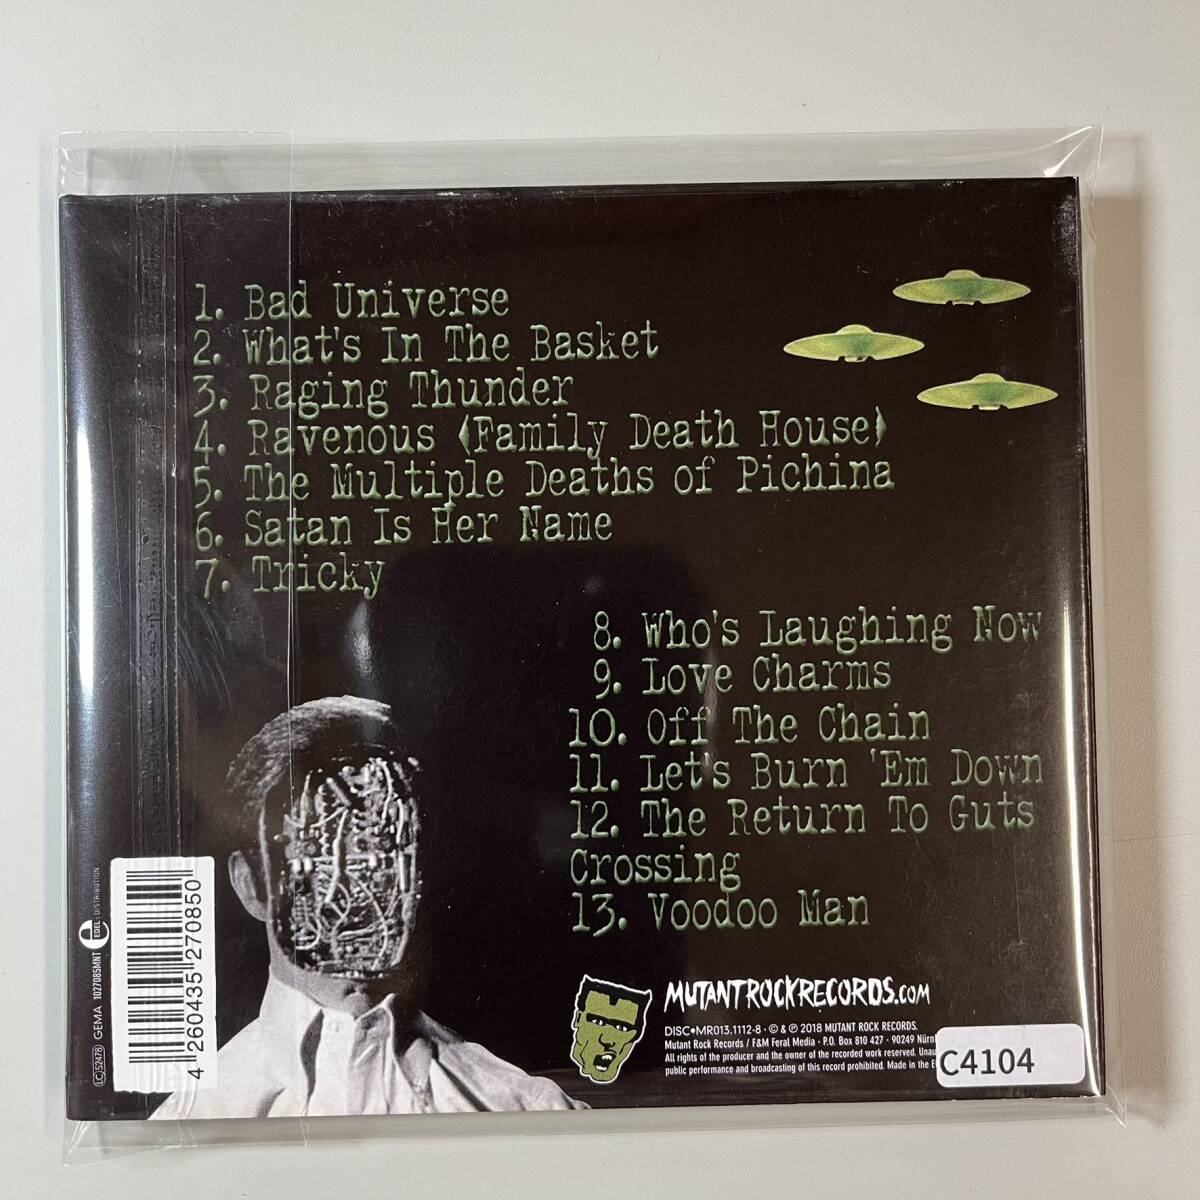 1. Bad Universe
2. What's In The Basket
3. Raging Thunder
4. Ravenous (Family Death House)
5. The Multiple Deaths of Pichina
6. Satan Is Her Name
7. Tricky
8. Who's Laughing Now
9. Love Charms
10. Off The Chain
11. Let's Burn 'Em Down
12. The Return To Guts
Crossing
13. Voodoo Man
LC 52478 GEMA 1027085MNT e EDEL: DISTRIBUTION
4 260435 270850
MUTANTROCKRECORDS.COM
DISC•MR013.1112-8 · © & ℗ 2018 MUTANT ROCK RECORDS.
Mutant Rock Records / F&M Feral Media · P.O. Box 810 427 · 90249
All rights of the producer and the owner of the recorded work reserved.
public performance and broadcasting of this record prohibited. Made in the
C4104